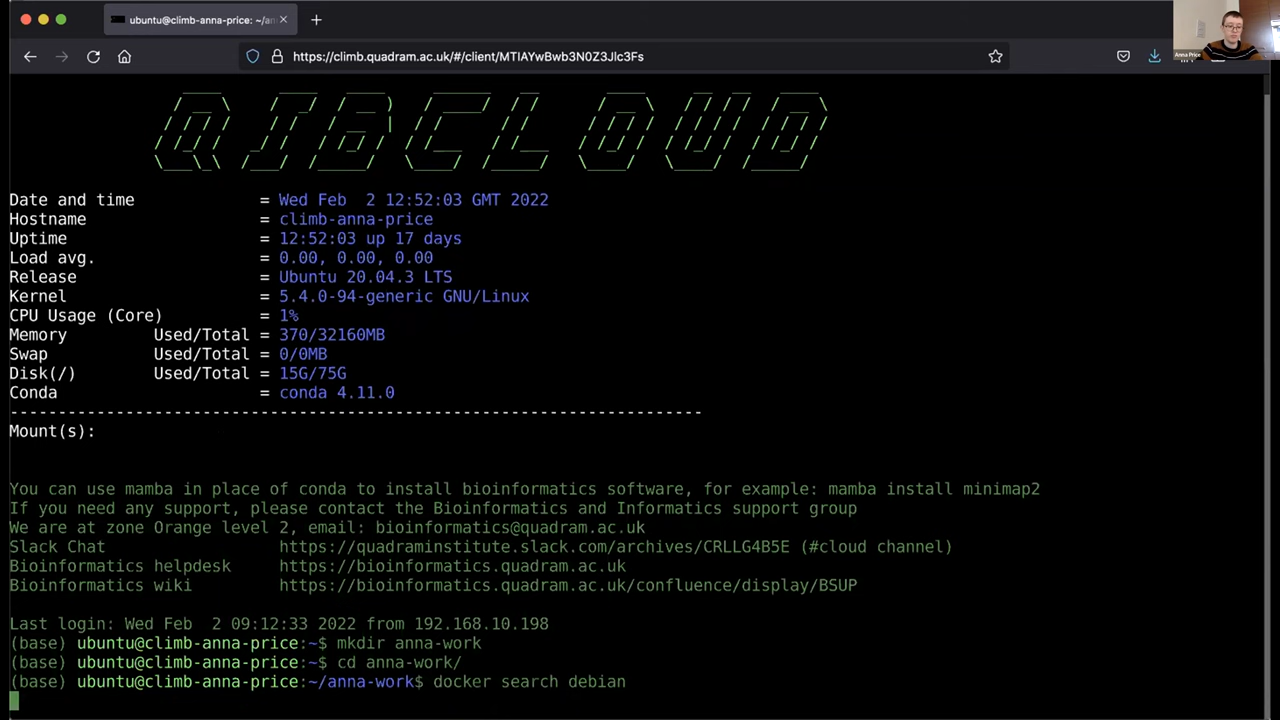 ubuntu@climb-anna-price: ~/an
https://climb.quadram.ac.uk/#/client/MTIAYwBwb3N0Z3Jlc3Fs
Anna Price
QIBCLOUD
Date and time = Wed Feb  2 12:52:03 GMT 2022
Hostname = climb-anna-price
Uptime = 12:52:03 up 17 days
Load avg. = 0.00, 0.00, 0.00
Release = Ubuntu 20.04.3 LTS
Kernel = 5.4.0-94-generic GNU/Linux
CPU Usage (Core) = 1%
Memory Used/Total = 370/32160MB
Swap Used/Total = 0/0MB
Disk(/) Used/Total = 15G/75G
Conda = conda 4.11.0
------------------------------------------------------------------------
Mount(s):
You can use mamba in place of conda to install bioinformatics software, for example: mamba install minimap2
If you need any support, please contact the Bioinformatics and Informatics support group
We are at zone Orange level 2, email: bioinformatics@quadram.ac.uk
Slack Chat https://quadraminstitute.slack.com/archives/CRLLG4B5E (#cloud channel)
Bioinformatics helpdesk https://bioinformatics.quadram.ac.uk
Bioinformatics wiki https://bioinformatics.quadram.ac.uk/confluence/display/BSUP
Last login: Wed Feb  2 09:12:33 2022 from 192.168.10.198
(base) ubuntu@climb-anna-price:~$ mkdir anna-work
(base) ubuntu@climb-anna-price:~$ cd anna-work/
(base) ubuntu@climb-anna-price:~/anna-work$ docker search debian